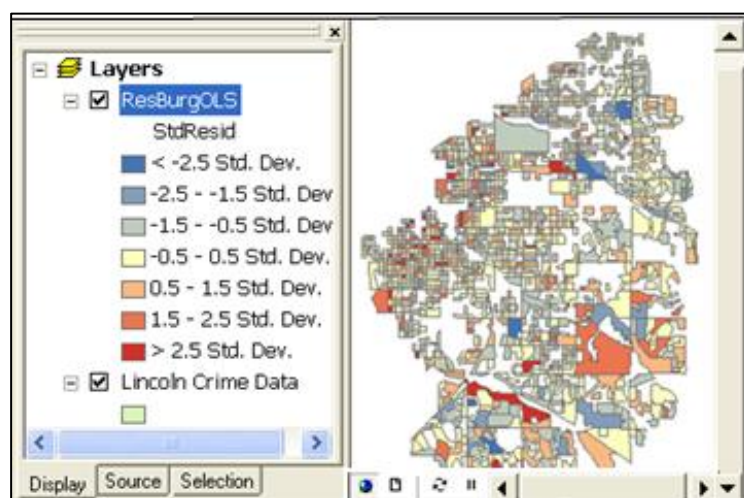 Layers
ResBurgOLS
StdResid
< -2.5 Std. Dev.
-2.5 - -1.5 Std. Dev
-1.5 - -0.5 Std. Dev
-0.5 - 0.5 Std. Dev.
0.5 - 1.5 Std. Dev.
1.5 - 2.5 Std. Dev.
> 2.5 Std. Dev.
Lincoln Crime Data
Display Source Selection